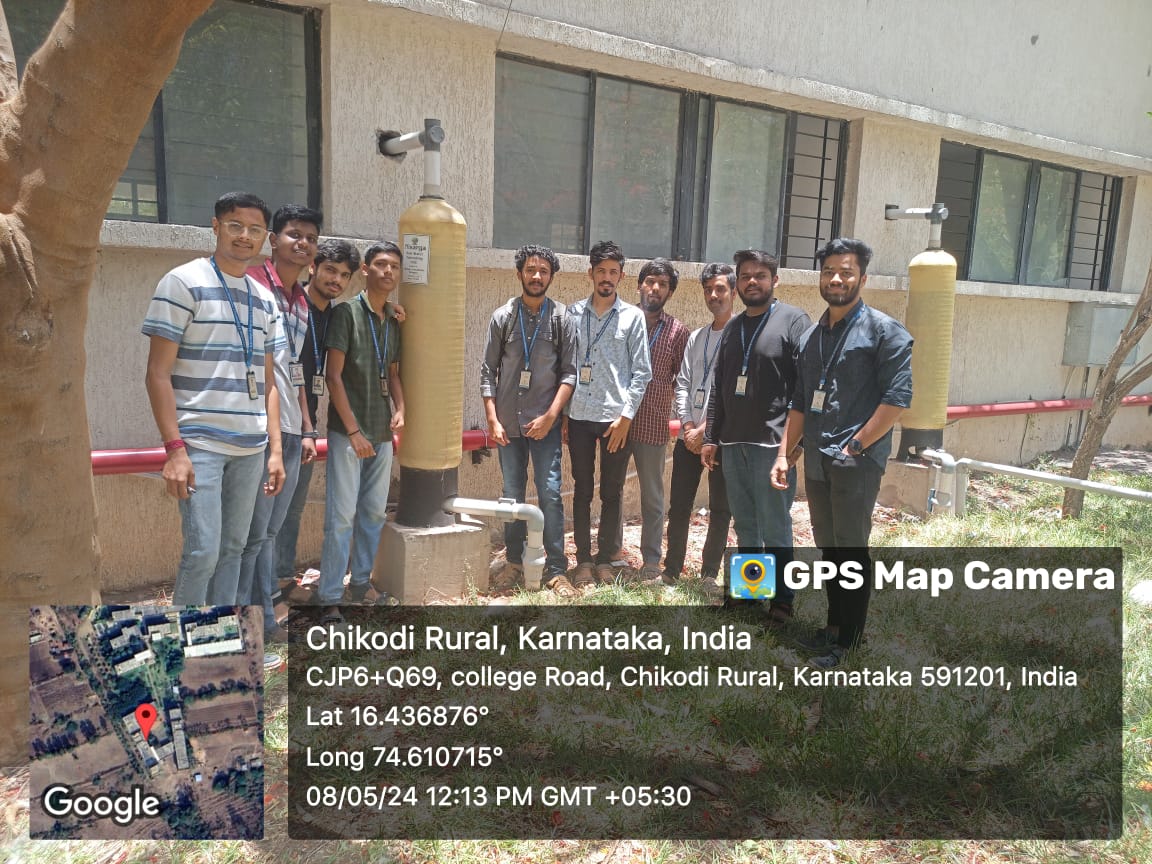 GPS Map Camera
Chikodi Rural, Karnataka, India
CJP6+Q69, college Road, Chikodi Rural, Karnataka 591201, India
Lat 16.436876°
Long 74.610715°
08/05/24 12:13 PM GMT +05:30
Google